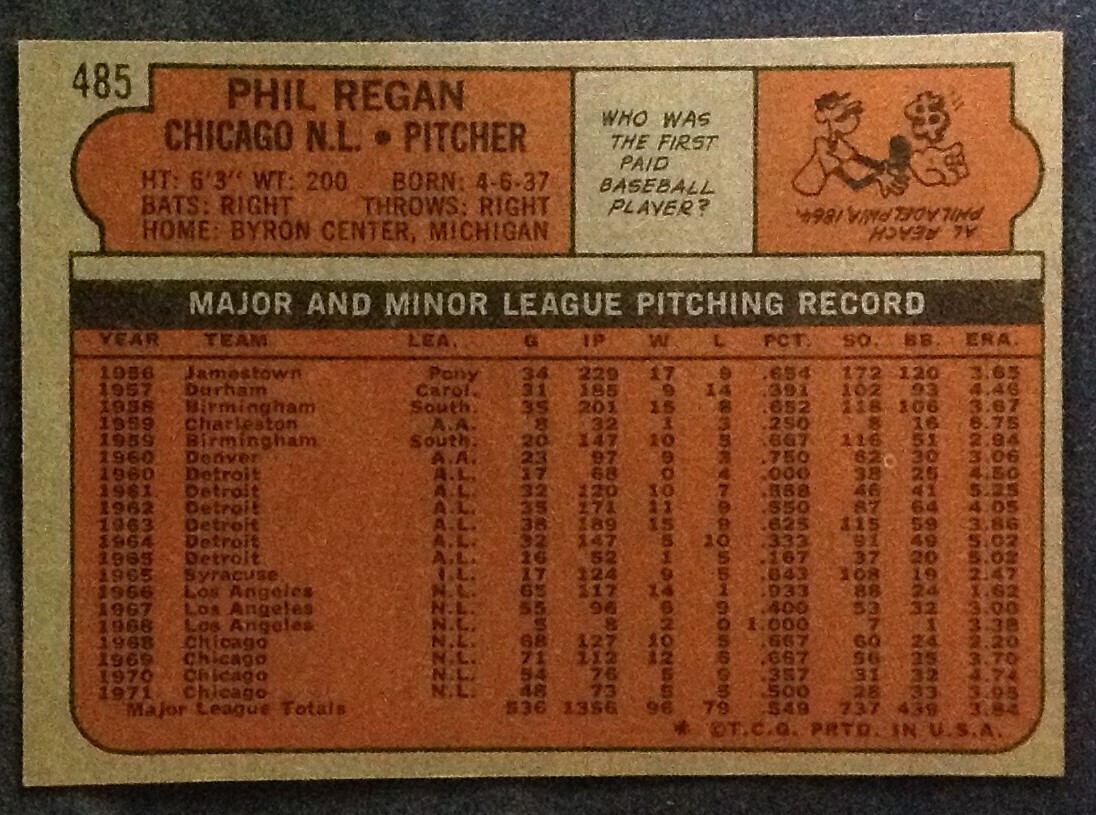 485
PHIL REGAN
CHICAGO N.L. • PITCHER
HT: 6'3" WT: 200 BORN: 4-6-37
BATS: RIGHT THROWS: RIGHT
HOME: BYRON CENTER, MICHIGAN
WHO WAS
THE FIRST
PAID
BASEBALL
PLAYER?
AL REACH
PHILADELPHIA, 1864.
MAJOR AND MINOR LEAGUE PITCHING RECORD
YEAR TEAM LEA. G IP W L PCT. SO. BB. ERA.
1956 Jamestown Pony 34 229 17 9 .654 172 120 3.65
1957 Durham Carol. 31 185 9 14 .391 102 93 4.46
1958 Birmingham South. 35 201 15 8 .652 118 106 3.67
1959 Charleston A.A. 8 32 1 3 .250 8 16 6.75
1959 Birmingham South. 20 147 10 5 .667 116 51 2.94
1960 Denver A.A. 23 97 9 3 .750 62 30 3.06
1960 Detroit A.L. 17 68 0 4 .000 38 25 4.50
1961 Detroit A.L. 32 120 10 7 .588 46 41 5.25
1962 Detroit A.L. 35 171 11 9 .550 87 64 4.05
1963 Detroit A.L. 38 189 15 9 .625 115 59 3.86
1964 Detroit A.L. 32 147 5 10 .333 91 49 5.02
1965 Detroit A.L. 16 52 1 5 .167 37 20 5.02
1965 Syracuse I.L. 17 124 9 5 .643 108 19 2.47
1966 Los Angeles N.L. 65 117 14 1 .933 88 24 1.62
1967 Los Angeles N.L. 55 96 6 9 .400 53 32 3.00
1968 Los Angeles N.L. 5 8 2 0 1.000 7 1 3.38
1968 Chicago N.L. 68 127 10 5 .667 60 24 2.20
1969 Chicago N.L. 71 112 12 6 .667 56 35 3.70
1970 Chicago N.L. 54 76 5 9 .357 31 32 4.74
1971 Chicago N.L. 48 73 5 5 .500 28 33 3.95
Major League Totals 536 1356 96 79 .549 737 439 3.84
* ©T.C.G. PRTD. IN U.S.A.